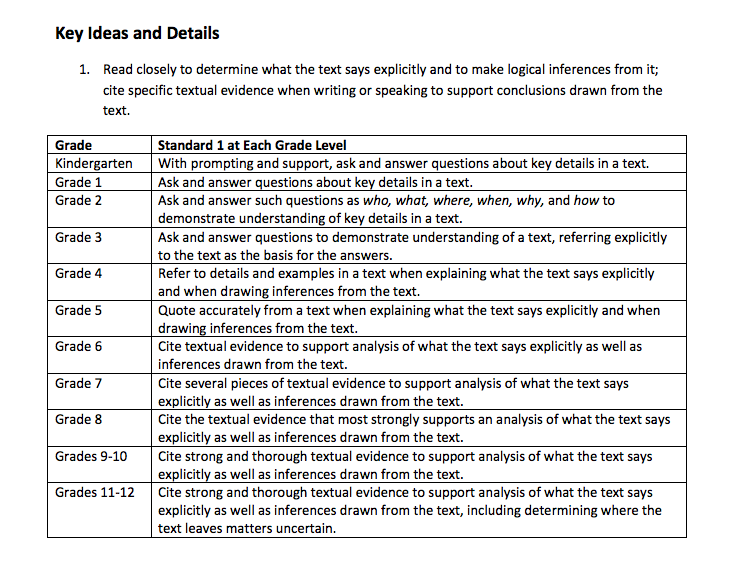 Key Ideas and Details
1. Read closely to determine what the text says explicitly and to make logical inferences from it;
cite specific textual evidence when writing or speaking to support conclusions drawn from the
text.
Grade Standard 1 at Each Grade Level
Kindergarten With prompting and support, ask and answer questions about key details in a text.
Grade 1 Ask and answer questions about key details in a text.
Grade 2 Ask and answer such questions as who, what, where, when, why, and how to
demonstrate understanding of key details in a text.
Grade 3 Ask and answer questions to demonstrate understanding of a text, referring explicitly
to the text as the basis for the answers.
Grade 4 Refer to details and examples in a text when explaining what the text says explicitly
and when drawing inferences from the text.
Grade 5 Quote accurately from a text when explaining what the text says explicitly and when
drawing inferences from the text.
Grade 6 Cite textual evidence to support analysis of what the text says explicitly as well as
inferences drawn from the text.
Grade 7 Cite several pieces of textual evidence to support analysis of what the text says
explicitly as well as inferences drawn from the text.
Grade 8 Cite the textual evidence that most strongly supports an analysis of what the text says
explicitly as well as inferences drawn from the text.
Grades 9-10 Cite strong and thorough textual evidence to support analysis of what the text says
explicitly as well as inferences drawn from the text.
Grades 11-12 Cite strong and thorough textual evidence to support analysis of what the text says
explicitly as well as inferences drawn from the text, including determining where the
text leaves matters uncertain.